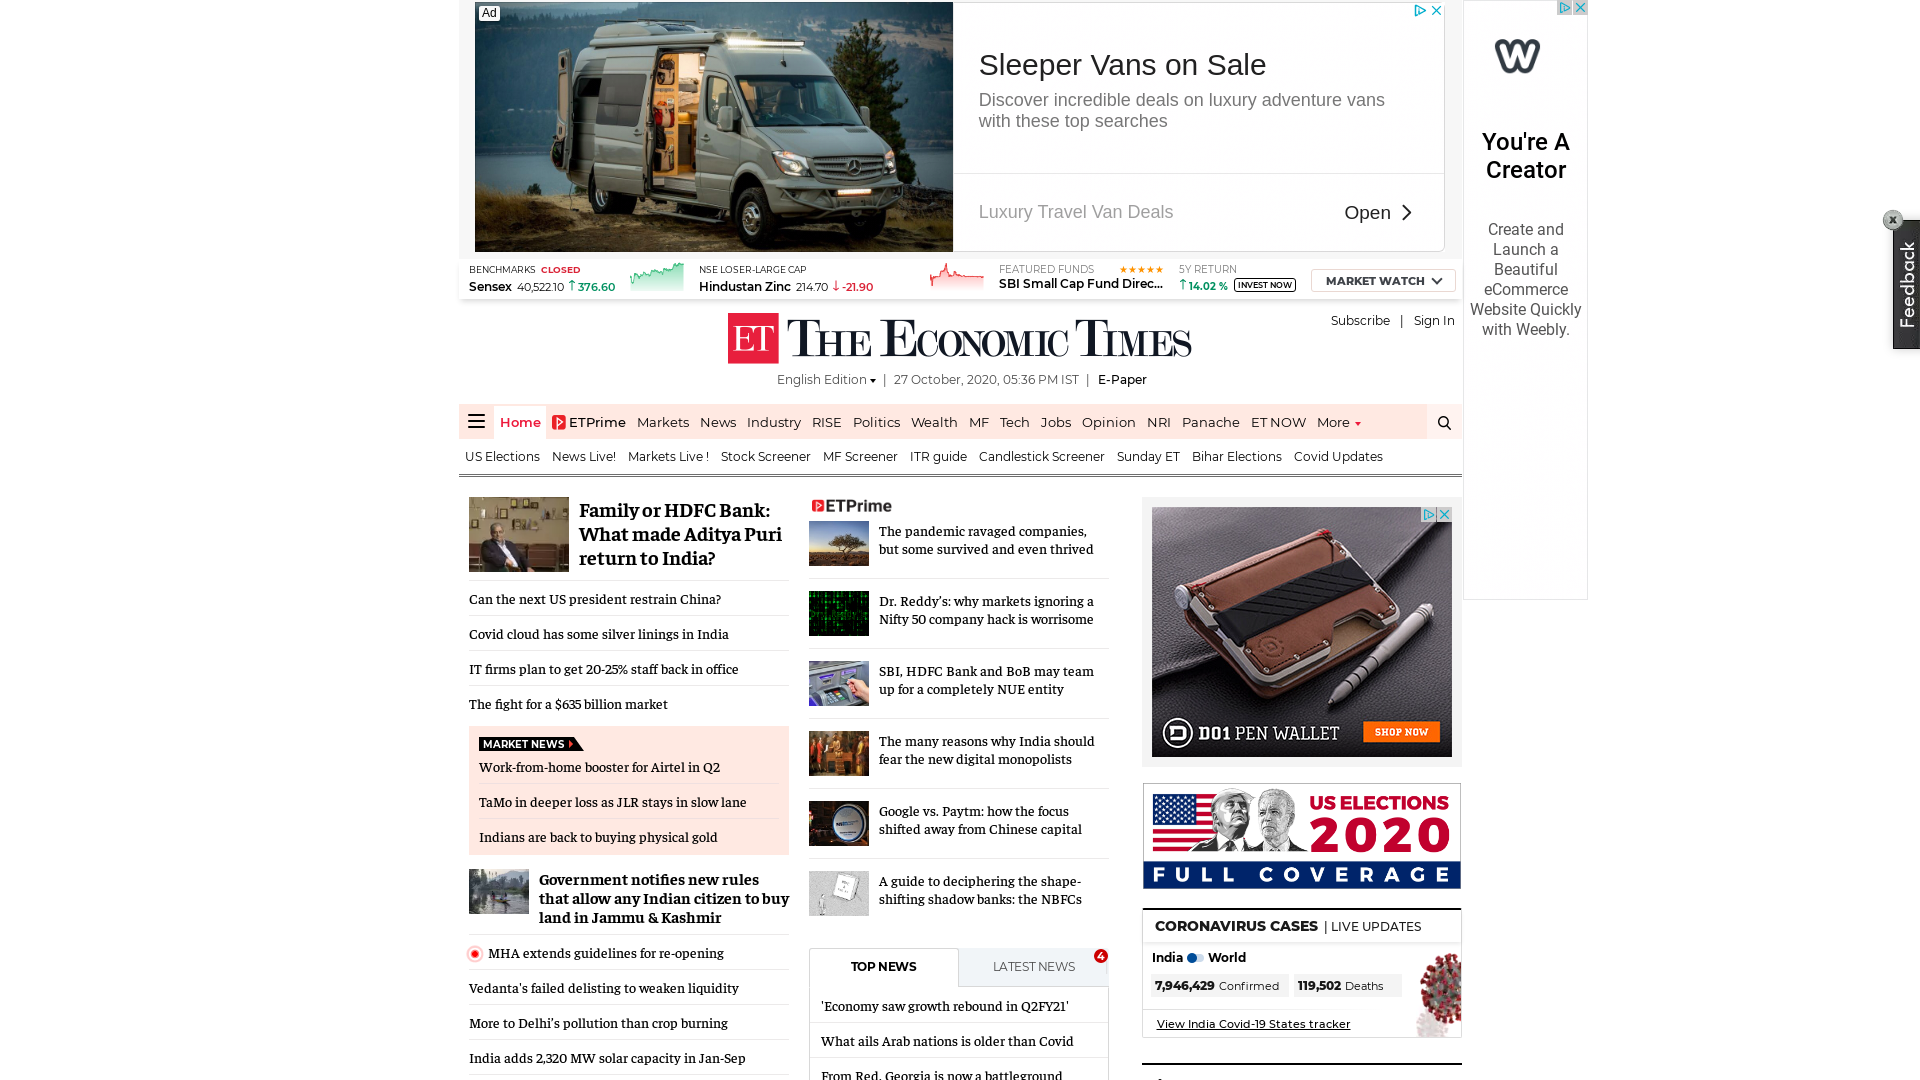 Ad
Sleeper Vans on Sale
Discover incredible deals on luxury adventure vans
with these top searches
Luxury Travel Van Deals
Open
W
You're A
Creator
Create and
Launch a
Beautiful
eCommerce
Website Quickly
with Weebly.
x
Feedback
BENCHMARKS CLOSED
Sensex 40,522.10 376.60
NSE LOSER-LARGE CAP
Hindustan Zinc 214.70 -21.90
FEATURED FUNDS ★★★★★
SBI Small Cap Fund Direc...
5Y RETURN
14.02 % INVEST NOW
MARKET WATCH
Subscribe | Sign In
ET THE ECONOMIC TIMES
English Edition | 27 October, 2020, 05:36 PM IST | E-Paper
Home ETPrime Markets News Industry RISE Politics Wealth MF Tech Jobs Opinion NRI Panache ET NOW More
US Elections News Live! Markets Live ! Stock Screener MF Screener ITR guide Candlestick Screener Sunday ET Bihar Elections Covid Updates
Family or HDFC Bank:
What made Aditya Puri
return to India?
Can the next US president restrain China?
Covid cloud has some silver linings in India
IT firms plan to get 20-25% staff back in office
The fight for a $635 billion market
MARKET NEWS
Work-from-home booster for Airtel in Q2
TaMo in deeper loss as JLR stays in slow lane
Indians are back to buying physical gold
Government notifies new rules
that allow any Indian citizen to buy
land in Jammu & Kashmir
MHA extends guidelines for re-opening
Vedanta's failed delisting to weaken liquidity
More to Delhi's pollution than crop burning
India adds 2,320 MW solar capacity in Jan-Sep
ETPrime
The pandemic ravaged companies,
but some survived and even thrived
Dr. Reddy's: why markets ignoring a
Nifty 50 company hack is worrisome
SBI, HDFC Bank and BoB may team
up for a completely NUE entity
The many reasons why India should
fear the new digital monopolists
Google vs. Paytm: how the focus
shifted away from Chinese capital
A guide to deciphering the shape-
shifting shadow banks: the NBFCs
TOP NEWS
LATEST NEWS 4
'Economy saw growth rebound in Q2FY21'
What ails Arab nations is older than Covid
From Red, Georgia is now a battleground
D01 PEN WALLET
SHOP NOW
US ELECTIONS
2020
FULL COVERAGE
CORONAVIRUS CASES | LIVE UPDATES
India World
7,946,429 Confirmed
119,502 Deaths
View India Covid-19 States tracker